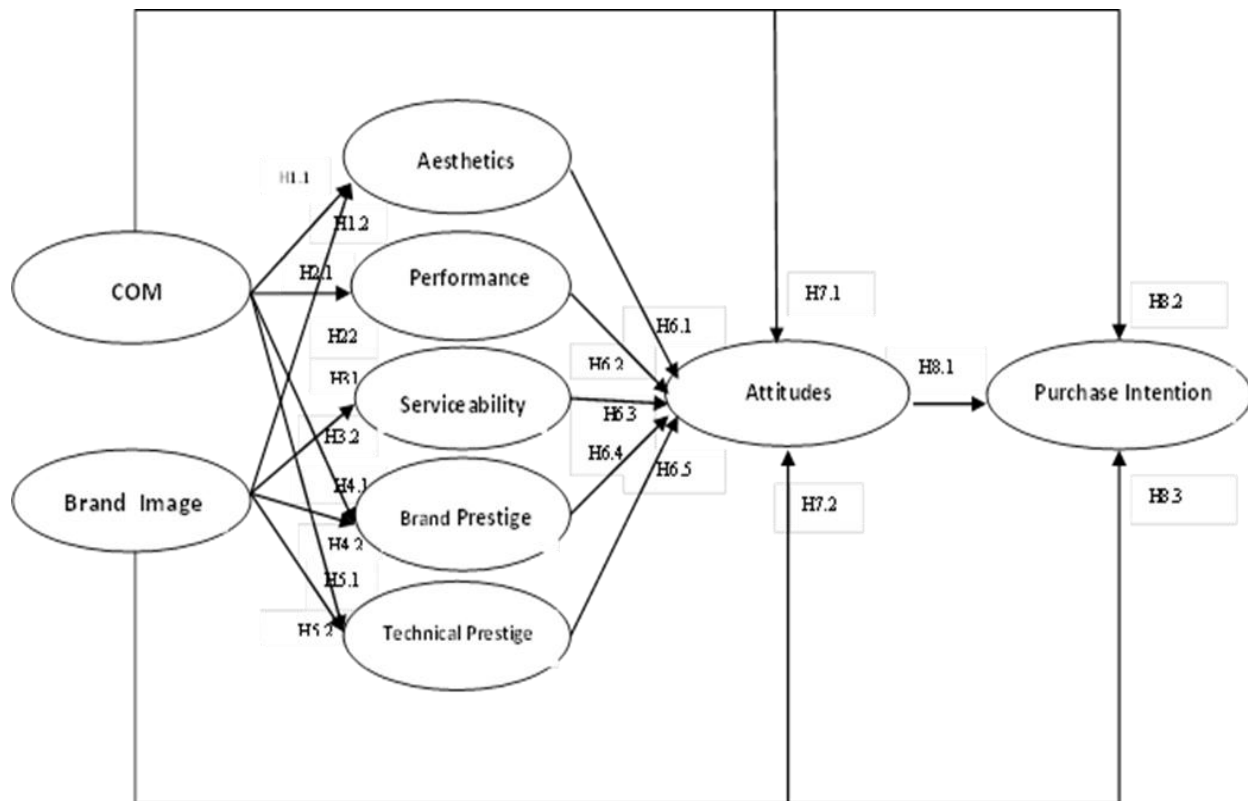 Aesthetics
H1.1
H1.2
COM
H2.1
Performance
H7.1
H8.2
H22
H6.1
H6.2
H3.1
H8.1
Attitudes
Purchase Intention
Serviceability
H6.3
H3.2
H6.4
H6.5
H4.1
Brand Image
Brand Prestige
H7.2
H8.3
H4.2
H5.1
H5.2
Technical Prestige